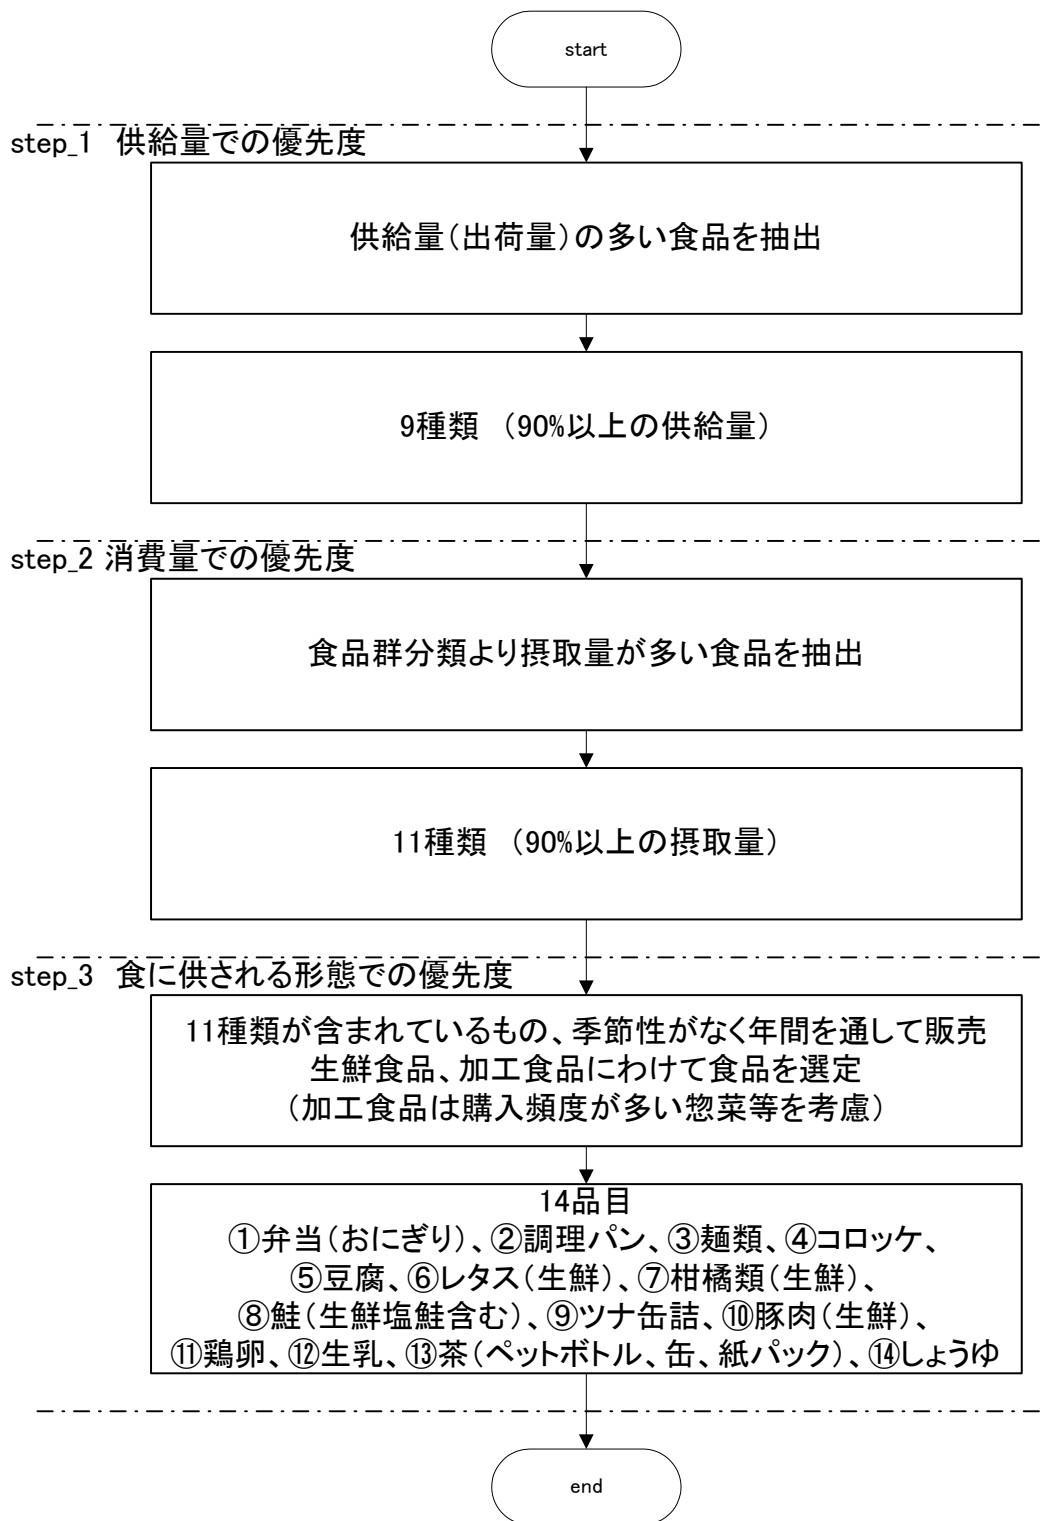 start
step_1 供給量での優先度
供給量(出荷量)の多い食品を抽出
9種類 (90%以上の供給量)
step_2 消費量での優先度
食品群分類より摂取量が多い食品を抽出
11種類 (90%以上の摂取量)
step_3 食に供される形態での優先度
11種類が含まれているもの、季節性がなく年間を通して販売
生鮮食品、加工食品にわけて食品を選定
(加工食品は購入頻度が多い惣菜等を考慮)
14品目
①弁当(おにぎり)、②調理パン、③麺類、④コロッケ、
⑤豆腐、⑥レタス(生鮮)、⑦柑橘類(生鮮)、
⑧鮭(生鮮塩鮭含む)、⑨ツナ缶詰、⑩豚肉(生鮮)、
⑪鶏卵、⑫生乳、⑬茶(ペットボトル、缶、紙パック)、⑭しょうゆ
end